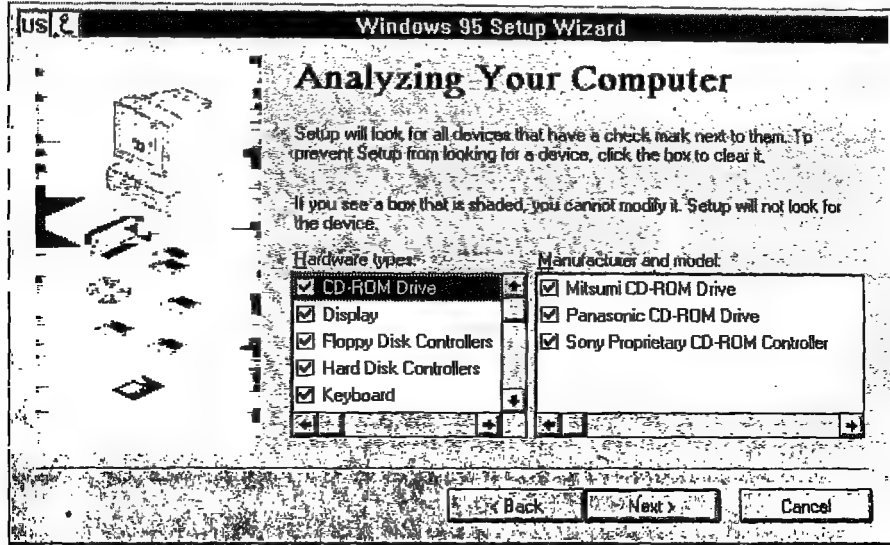 US
Windows 95 Setup Wizard
Analyzing Your Computer
Setup will look for all devices that have a check mark next to them. To
prevent Setup from looking for a device, click the box to clear it.
If you see a box that is shaded, you cannot modify it. Setup will not look for
the device.
Hardware types:
CD-ROM Drive
Display
Floppy Disk Controllers
Hard Disk Controllers
Keyboard
Manufacturer and model:
Mitsumi CD-ROM Drive
Panasonic CD-ROM Drive
Sony Proprietary CD-ROM Controller
< Back
Next >
Cancel